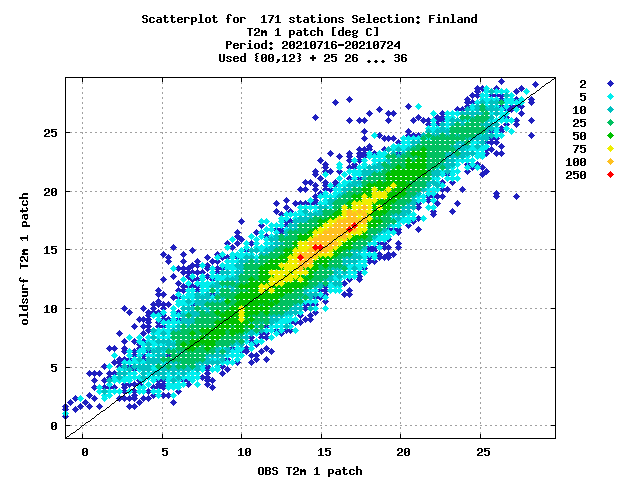 Scatterplot for  171 stations Selection: Finland
T2m 1 patch [deg C]
Period: 20210716-20210724
Used {00,12} + 25 26 ... 36
2
5
10
25
50
75
100
250
25
20
15
10
5
0
oldsurf T2m 1 patch
0 5 10 15 20 25
OBS T2m 1 patch